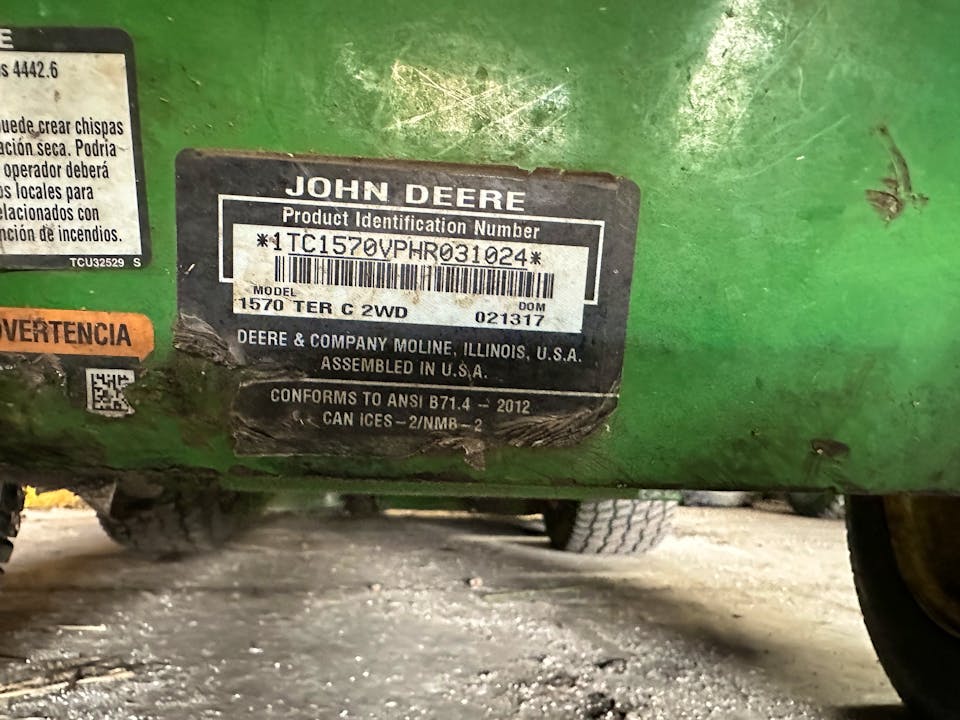 E
s 4442.6
uede crear chispas
ación seca. Podria
operador deberá
os locales para
elacionados con
nción de incendios.
TCU32529 S
DVERTENCIA
JOHN DEERE
Product Identification Number
*1TC1570VPHR031024*
MODEL DOM
1570 TER C 2WD 021317
DEERE & COMPANY MOLINE, ILLINOIS, U.S.A.
ASSEMBLED IN U.S.A.
CONFORMS TO ANSI B71.4 – 2012
CAN ICES–2/NMB–2